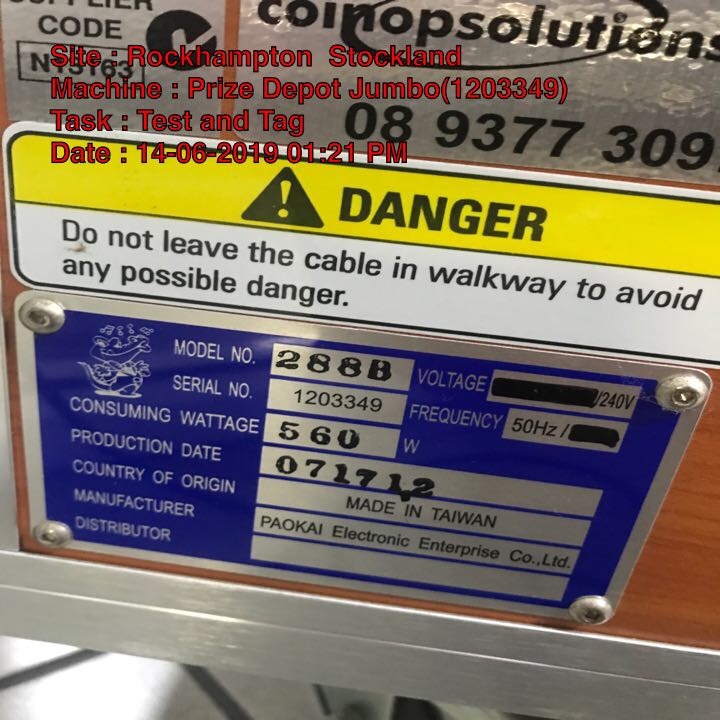 SUPPLIER
CODE
N15163
coinopsolutions
08 9377 309
Site : Rockhampton Stockland
Machine : Prize Depot Jumbo(1203349)
Task : Test and Tag
Date : 14-06-2019 01:21 PM
DANGER
Do not leave the cable in walkway to avoid
any possible danger.
MODEL NO. 288B VOLTAGE /240V
SERIAL NO. 1203349 FREQUENCY 50Hz /
CONSUMING WATTAGE 560 W
PRODUCTION DATE 071712
COUNTRY OF ORIGIN MADE IN TAIWAN
MANUFACTURER PAOKAI Electronic Enterprise Co.,Ltd.
DISTRIBUTOR